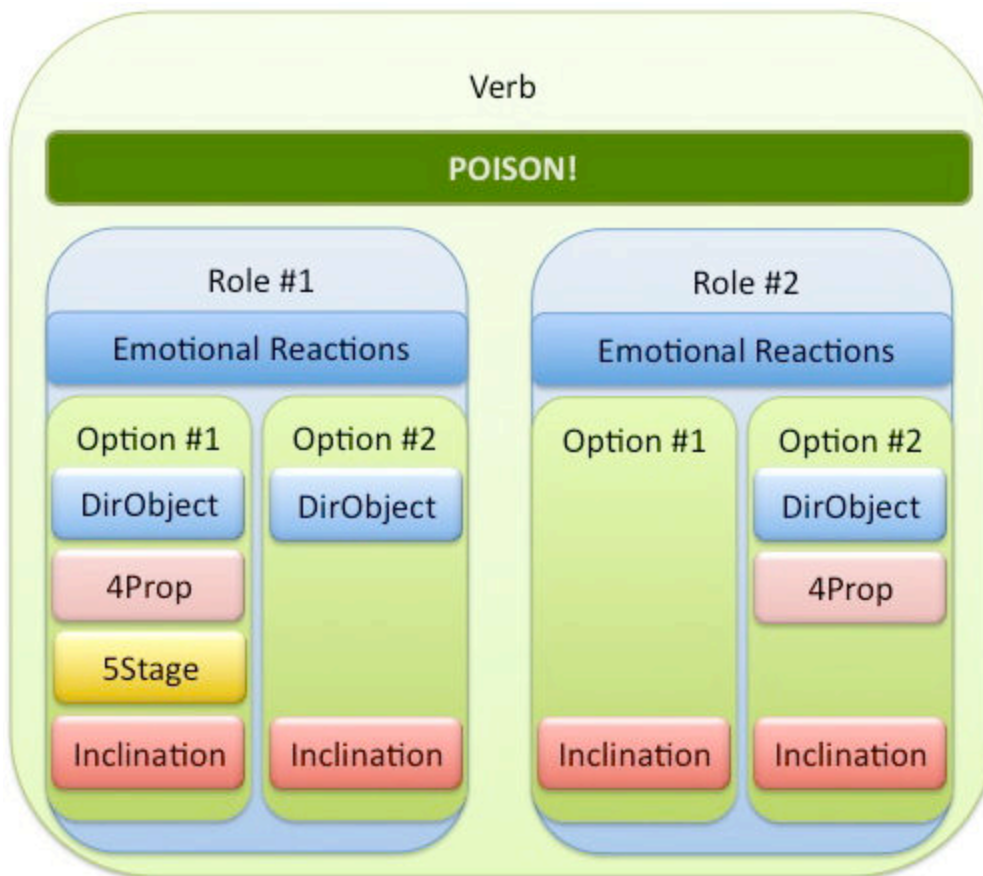 Verb
POISON!
Role #1
Emotional Reactions
Option #1
DirObject
4Prop
5Stage
Inclination
Option #2
DirObject
Inclination
Role #2
Emotional Reactions
Option #1
Inclination
Option #2
DirObject
4Prop
Inclination